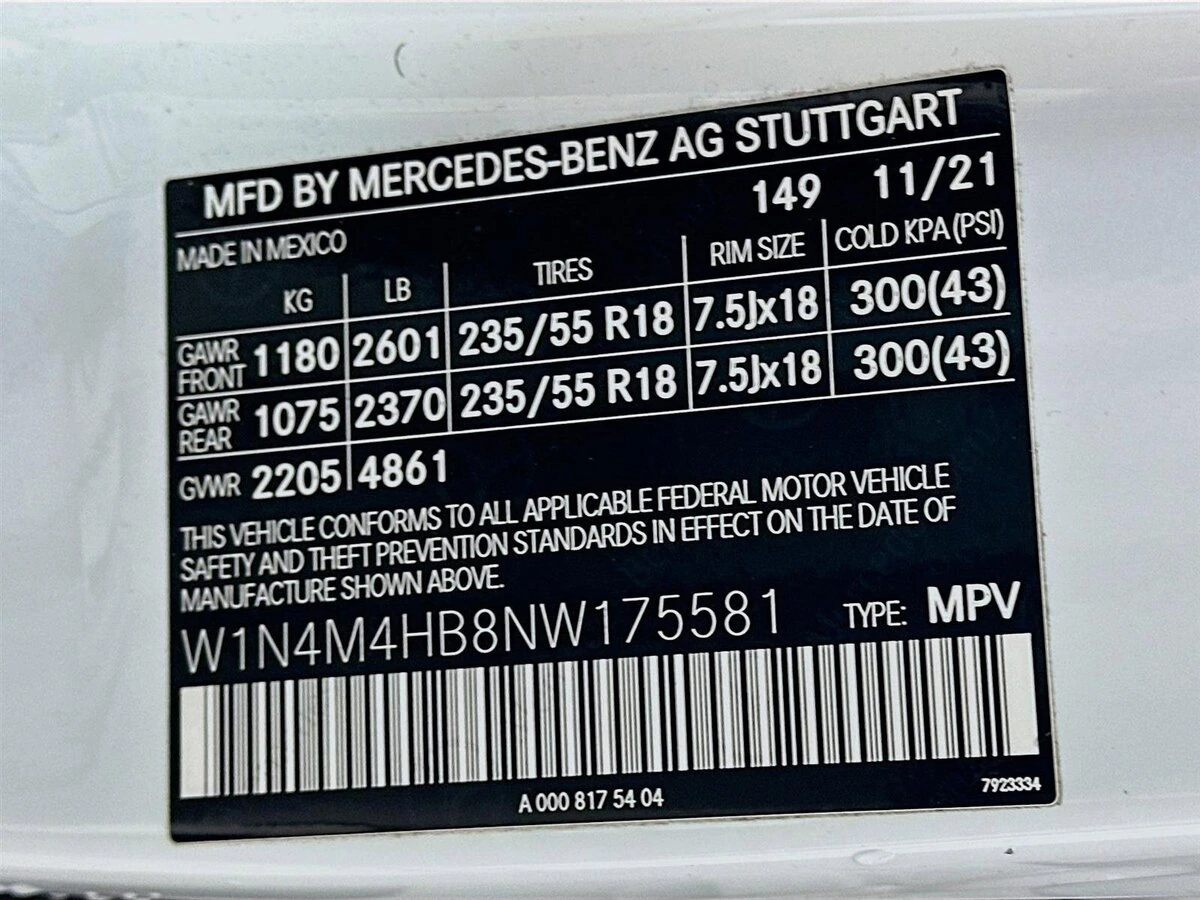 MFD BY MERCEDES-BENZ AG STUTTGART
MADE IN MEXICO 149 11/21
KG LB TIRES RIM SIZE COLD KPA (PSI)
GAWR FRONT 1180 2601 235/55 R18 7.5Jx18 300(43)
GAWR REAR 1075 2370 235/55 R18 7.5Jx18 300(43)
GVWR 2205 4861
THIS VEHICLE CONFORMS TO ALL APPLICABLE FEDERAL MOTOR VEHICLE
SAFETY AND THEFT PREVENTION STANDARDS IN EFFECT ON THE DATE OF
MANUFACTURE SHOWN ABOVE.
W1N4M4HB8NW175581 TYPE: MPV
A 000 817 54 04 7923334